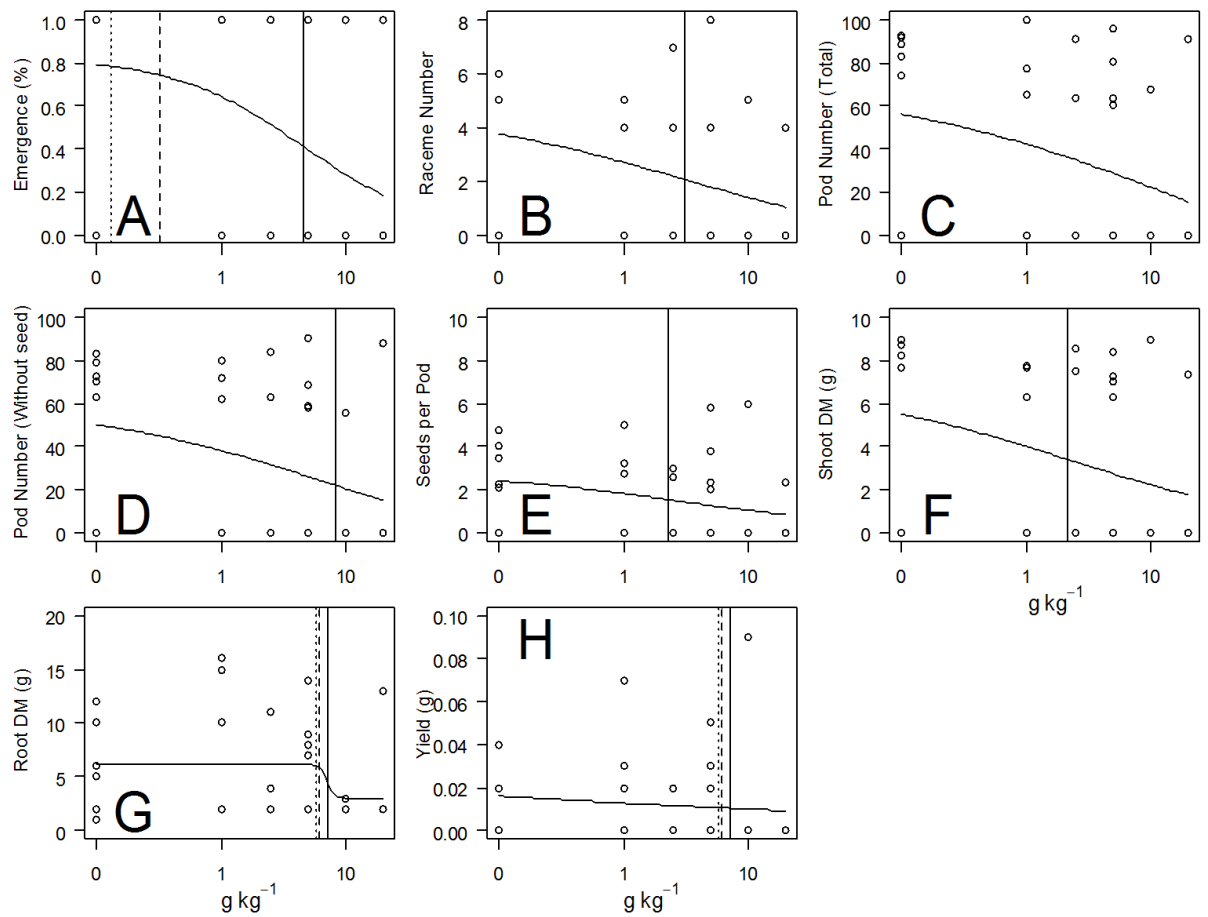 Emergence (%)
1.0
0.8
0.6
0.4
0.2
0.0
A
0 1 10
Raceme Number
8
6
4
2
0
B
0 1 10
Pod Number (Total)
100
80
60
40
20
0
C
0 1 10
Pod Number (Without seed)
100
80
60
40
20
0
D
0 1 10
Seeds per Pod
10
8
6
4
2
0
E
0 1 10
Shoot DM (g)
10
8
6
4
2
0
F
0 1 10
g kg⁻¹
Root DM (g)
20
15
10
5
0
G
0 1 10
g kg⁻¹
Yield (g)
0.10
0.08
0.06
0.04
0.02
0.00
H
0 1 10
g kg⁻¹